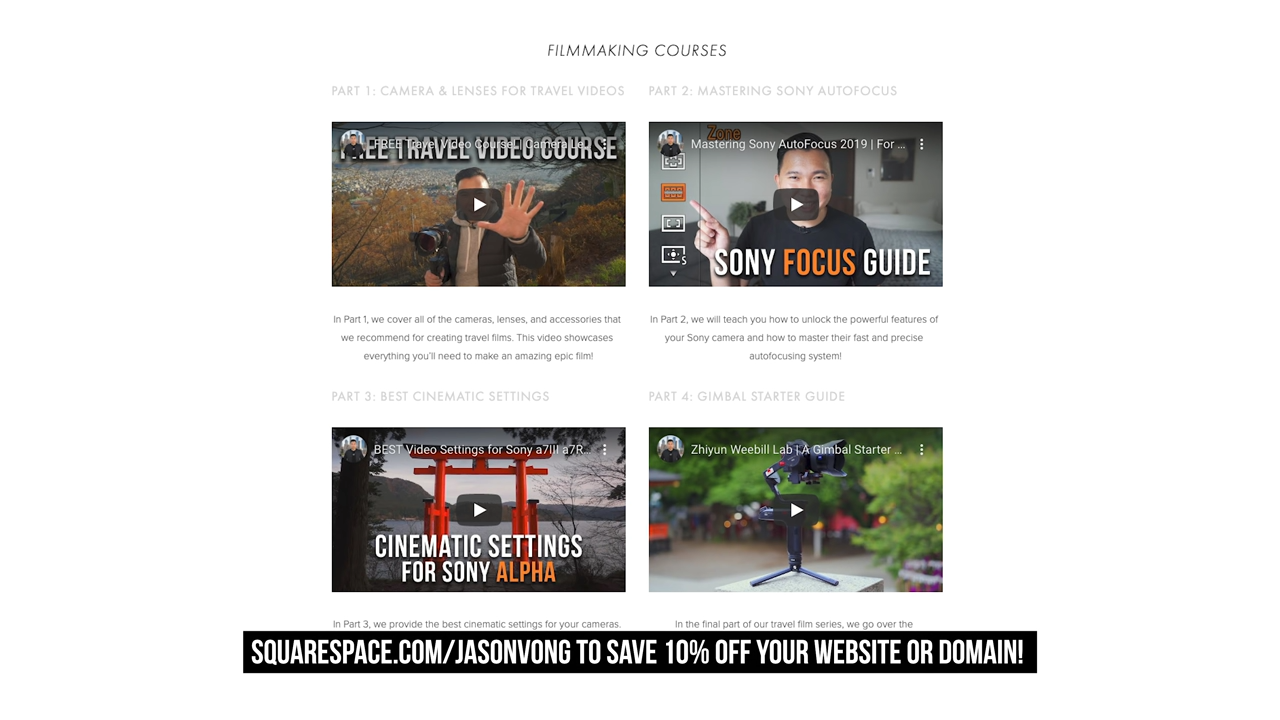 FILMMAKING COURSES
PART 1: CAMERA & LENSES FOR TRAVEL VIDEOS
PART 2: MASTERING SONY AUTOFOCUS
FREE Travel Video Course! | Camera Le...
FREE TRAVEL VIDEO COURSE
Zone
Mastering Sony AutoFocus 2019 | For ...
S
SONY FOCUS GUIDE
In Part 1, we cover all of the cameras, lenses, and accessories that
we recommend for creating travel films. This video showcases
everything you'll need to make an amazing epic film!
In Part 2, we will teach you how to unlock the powerful features of
your Sony camera and how to master their fast and precise
autofocusing system!
PART 3: BEST CINEMATIC SETTINGS
PART 4: GIMBAL STARTER GUIDE
BEST Video Settings for Sony a7III a7R...
CINEMATIC SETTINGS
FOR SONY ALPHA
Zhiyun Weebill Lab | A Gimbal Starter ...
In Part 3, we provide the best cinematic settings for your cameras.
In the final part of our travel film series, we go over the
SQUARESPACE.COM/JASONVONG TO SAVE 10% OFF YOUR WEBSITE OR DOMAIN!